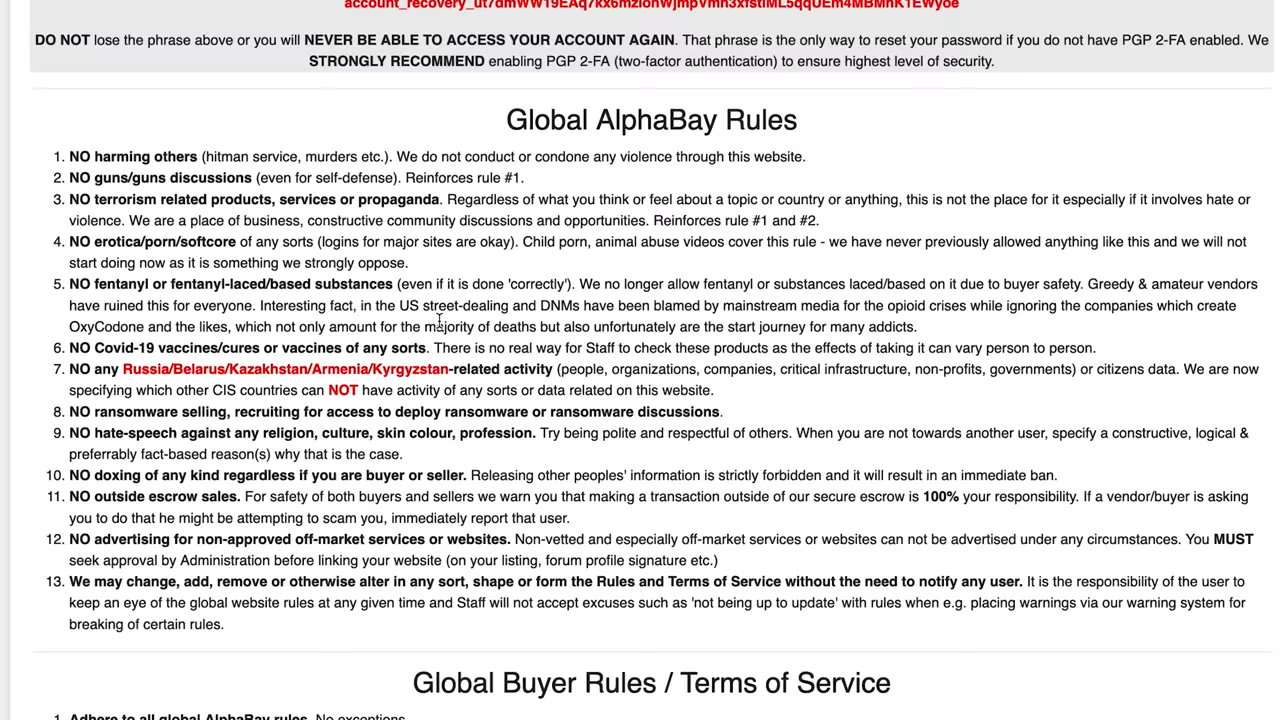 DO NOT lose the phrase above or you will NEVER BE ABLE TO ACCESS YOUR ACCOUNT AGAIN. That phrase is the only way to reset your password if you do not have PGP 2-FA enabled. We
STRONGLY RECOMMEND enabling PGP 2-FA (two-factor authentication) to ensure highest level of security.
Global AlphaBay Rules
1. NO harming others (hitman service, murders etc.). We do not conduct or condone any violence through this website.
2. NO guns/guns discussions (even for self-defense). Reinforces rule #1.
3. NO terrorism related products, services or propaganda. Regardless of what you think or feel about a topic or country or anything, this is not the place for it especially if it involves hate or
violence. We are a place of business, constructive community discussions and opportunities. Reinforces rule #1 and #2.
4. NO erotica/porn/softcore of any sorts (logins for major sites are okay). Child porn, animal abuse videos cover this rule - we have never previously allowed anything like this and we will not
start doing now as it is something we strongly oppose.
5. NO fentanyl or fentanyl-laced/based substances (even if it is done 'correctly'). We no longer allow fentanyl or substances laced/based on it due to buyer safety. Greedy & amateur vendors
have ruined this for everyone. Interesting fact, in the US street-dealing and DNMs have been blamed by mainstream media for the opioid crises while ignoring the companies which create
OxyCodone and the likes, which not only amount for the majority of deaths but also unfortunately are the start journey for many addicts.
6. NO Covid-19 vaccines/cures or vaccines of any sorts. There is no real way for Staff to check these products as the effects of taking it can vary person to person.
7. NO any Russia/Belarus/Kazakhstan/Armenia/Kyrgyzstan-related activity (people, organizations, companies, critical infrastructure, non-profits, governments) or citizens data. We are now
specifying which other CIS countries can NOT have activity of any sorts or data related on this website.
8. NO ransomware selling, recruiting for access to deploy ransomware or ransomware discussions.
9. NO hate-speech against any religion, culture, skin colour, profession. Try being polite and respectful of others. When you are not towards another user, specify a constructive, logical &
preferrably fact-based reason(s) why that is the case.
10. NO doxing of any kind regardless if you are buyer or seller. Releasing other peoples' information is strictly forbidden and it will result in an immediate ban.
11. NO outside escrow sales. For safety of both buyers and sellers we warn you that making a transaction outside of our secure escrow is 100% your responsibility. If a vendor/buyer is asking
you to do that he might be attempting to scam you, immediately report that user.
12. NO advertising for non-approved off-market services or websites. Non-vetted and especially off-market services or websites can not be advertised under any circumstances. You MUST
seek approval by Administration before linking your website (on your listing, forum profile signature etc.)
13. We may change, add, remove or otherwise alter in any sort, shape or form the Rules and Terms of Service without the need to notify any user. It is the responsibility of the user to
keep an eye of the global website rules at any given time and Staff will not accept excuses such as 'not being up to update' with rules when e.g. placing warnings via our warning system for
breaking of certain rules.
Global Buyer Rules / Terms of Service
1. Adhere to all global AlphaBay rules. No exceptions.